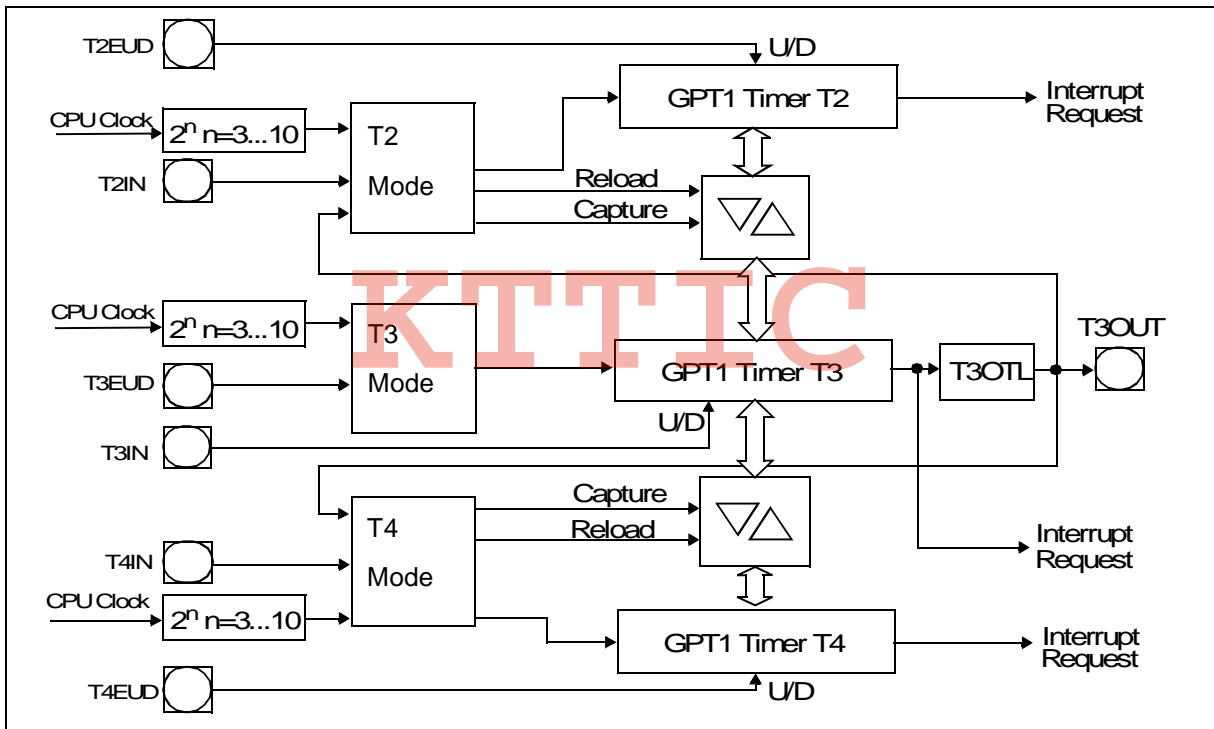 T2EUD
U/D
GPT1 Timer T2
Interrupt
Request
CPU Clock
2ⁿ n=3...10
T2
Mode
T2IN
Reload
Capture
KTTIC
CPU Clock
2ⁿ n=3...10
T3
Mode
T3EUD
GPT1 Timer T3
T3OTL
T3OUT
T3IN
U/D
Capture
Reload
T4
Mode
T4IN
Interrupt
Request
CPU Clock
2ⁿ n=3...10
GPT1 Timer T4
Interrupt
Request
T4EUD
U/D